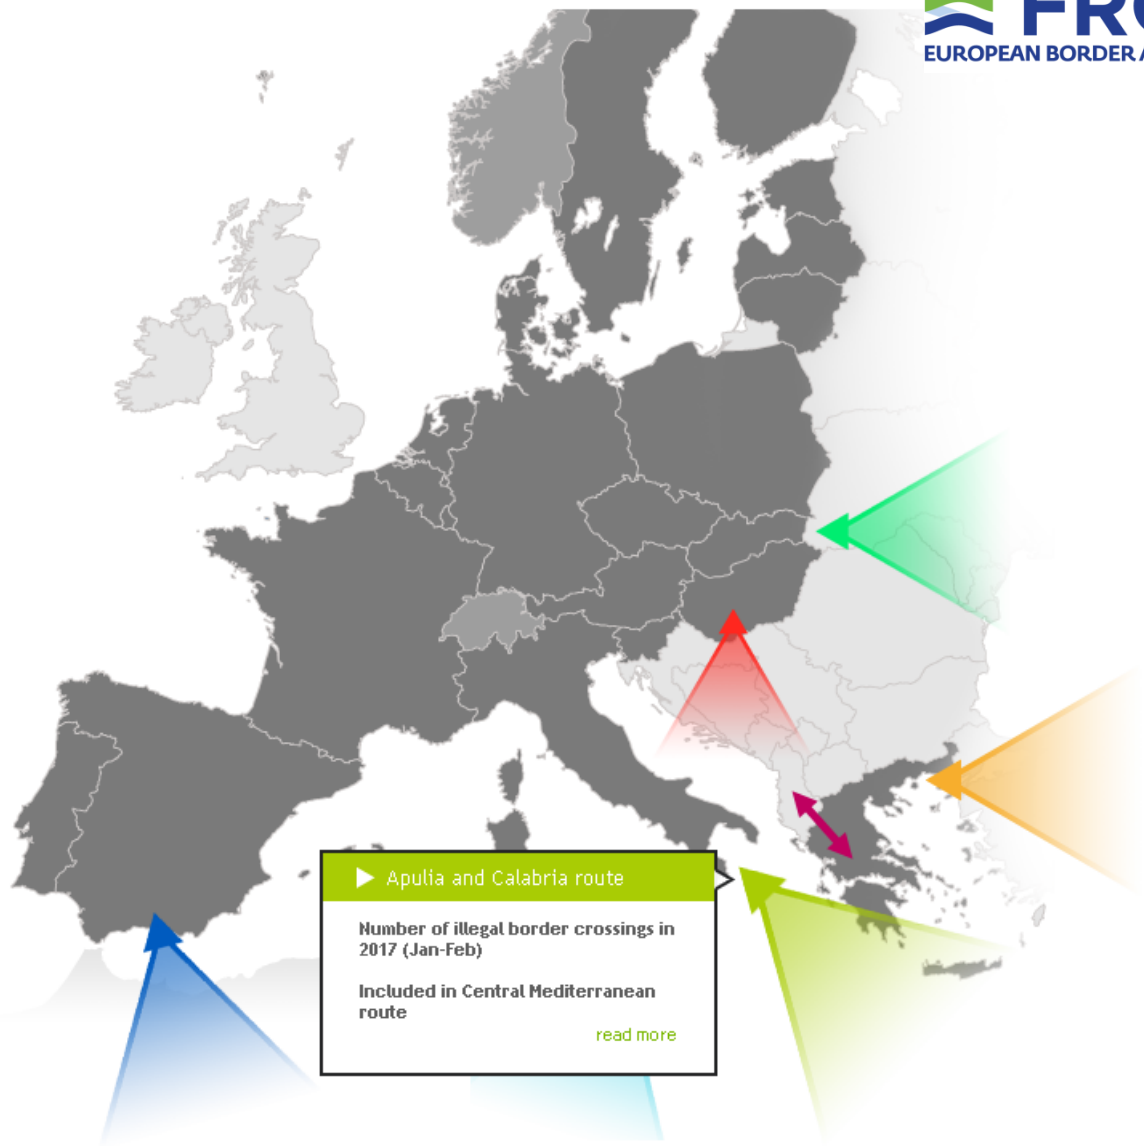 EUROPEAN BORDER
Apulia and Calabria route
Number of illegal border crossings in
2017 (Jan-Feb)
Included in Central Mediterranean
route
read more